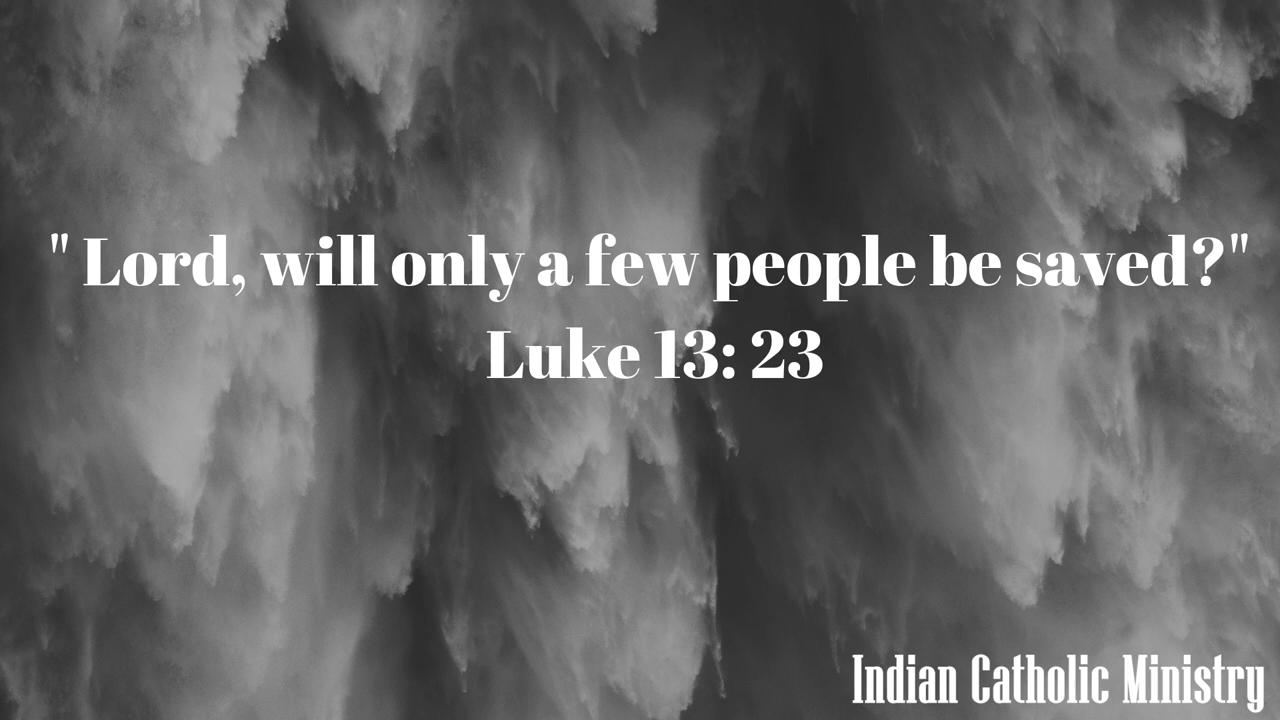 " Lord, will only a few people be saved?"
Luke 13: 23
Indian Catholic Ministry